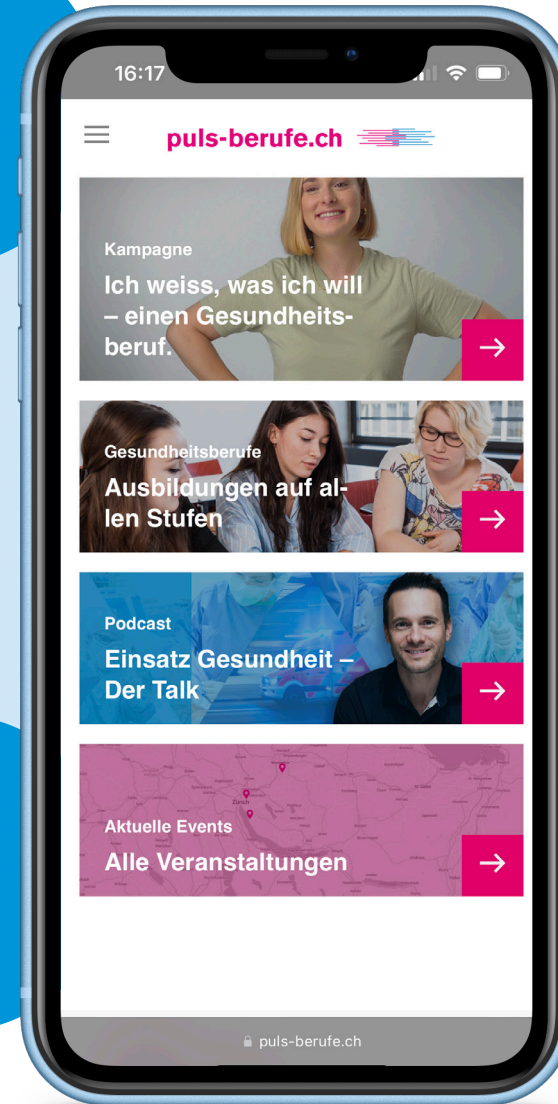 16:17
puls-berufe.ch
Kampagne
Ich weiss, was ich will
– einen Gesundheits-
beruf.
Gesundheitsberufe
Ausbildungen auf al-
len Stufen
Podcast
Einsatz Gesundheit –
Der Talk
Zürich
Aktuelle Events
Alle Veranstaltungen
puls-berufe.ch